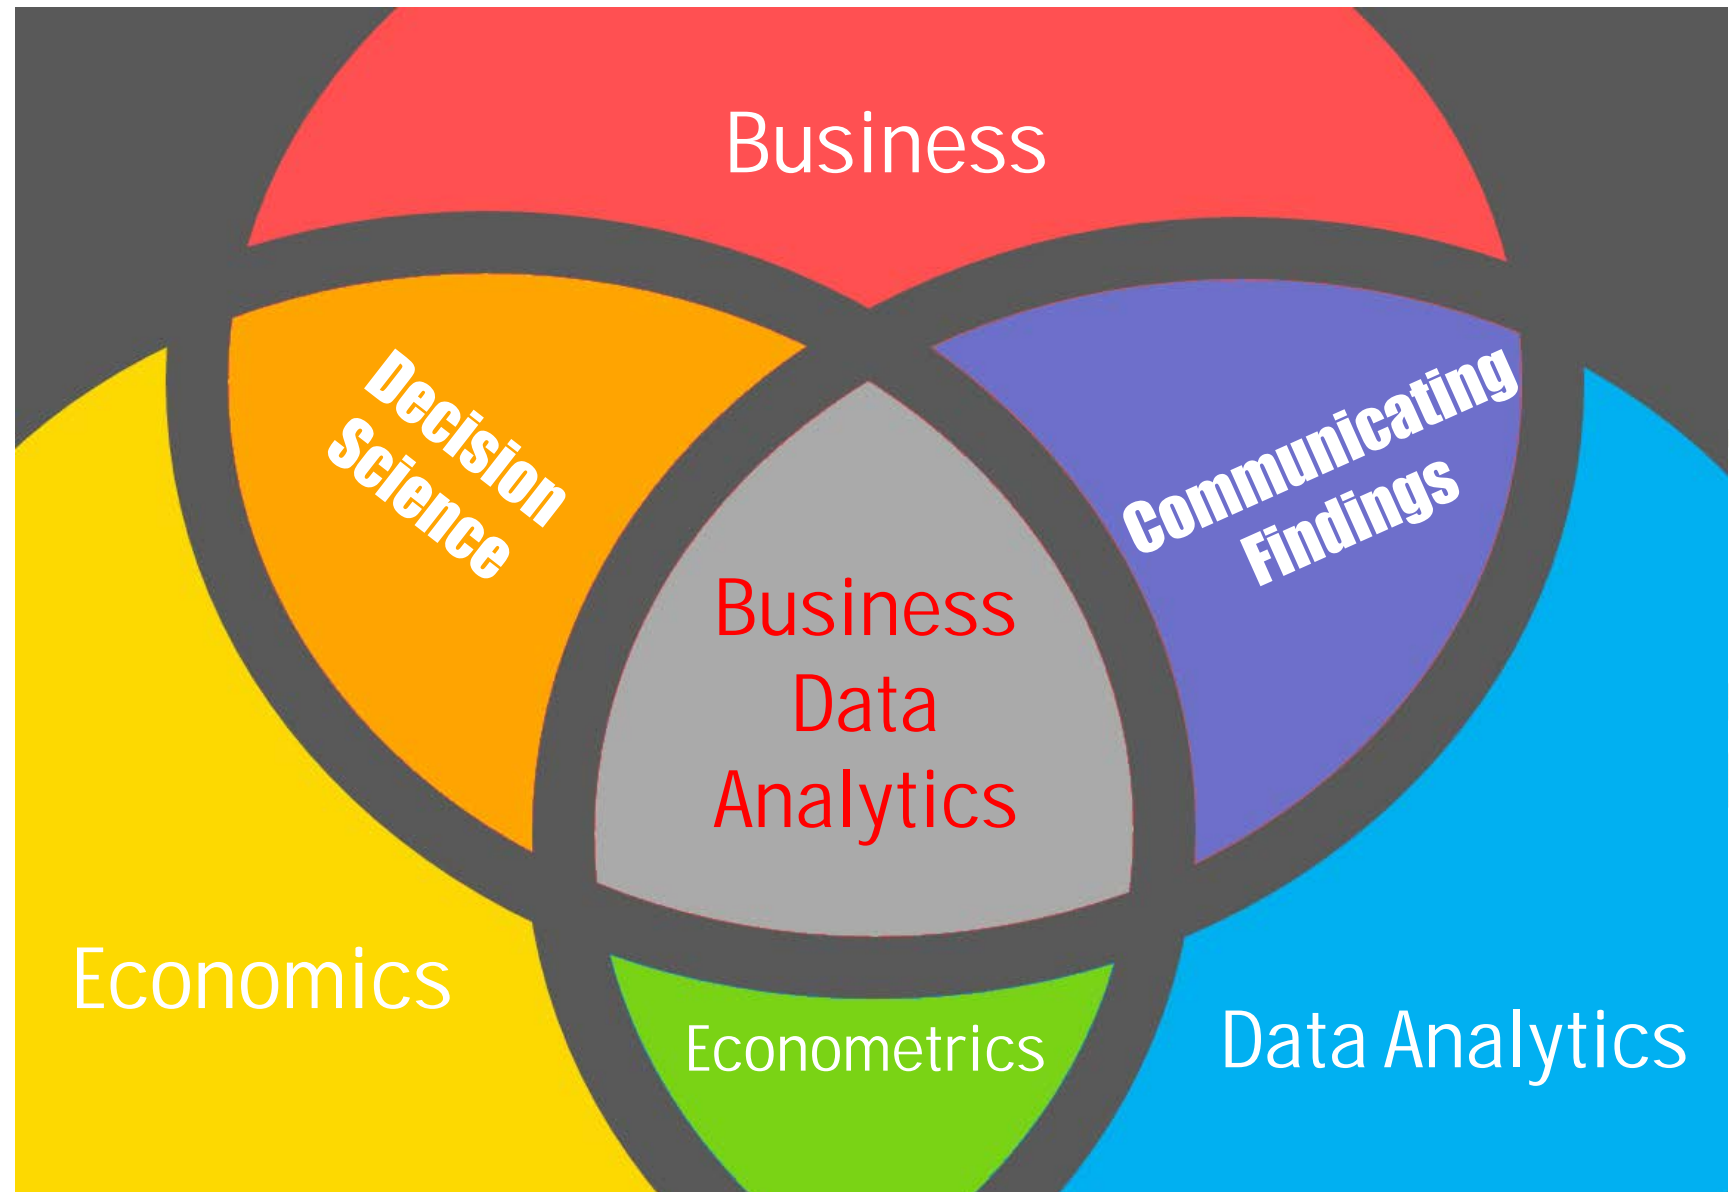 Business
Decision
Science
Communicating
Findings
Business
Data
Analytics
Economics
Econometrics
Data Analytics